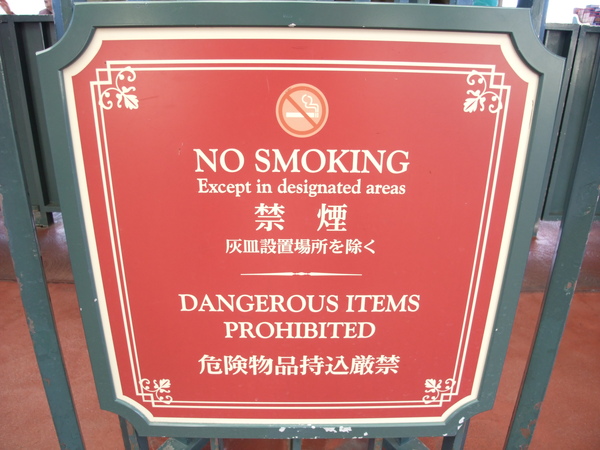 NO SMOKING
Except in designated areas
禁煙
灰皿設置場所を除く
DANGEROUS ITEMS
PROHIBITED
危険物品持込厳禁